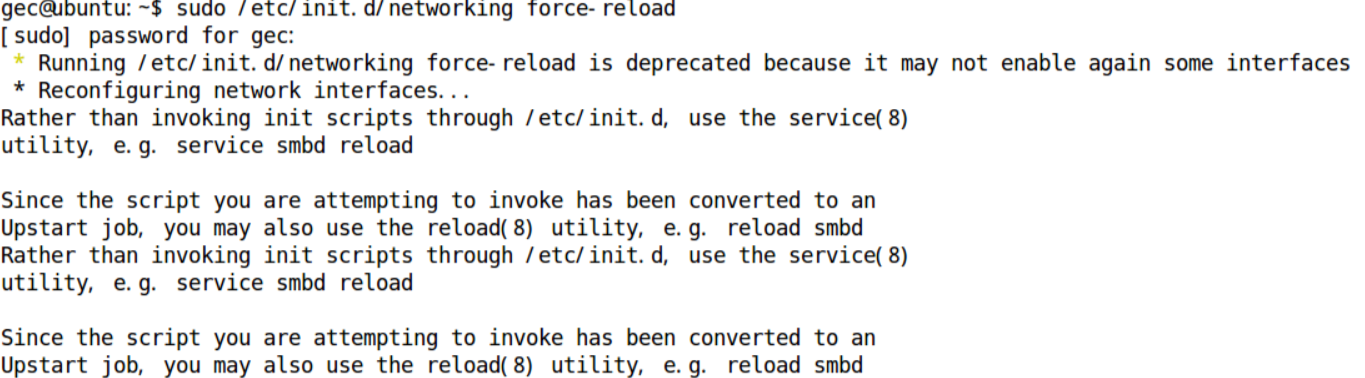 gec@ubuntu:~$ sudo /etc/init.d/networking force-reload
[sudo] password for gec:
* Running /etc/init.d/networking force-reload is deprecated because it may not enable again some interfaces
* Reconfiguring network interfaces...
Rather than invoking init scripts through /etc/init.d, use the service(8)
utility, e.g. service smbd reload

Since the script you are attempting to invoke has been converted to an
Upstart job, you may also use the reload(8) utility, e.g. reload smbd
Rather than invoking init scripts through /etc/init.d, use the service(8)
utility, e.g. service smbd reload

Since the script you are attempting to invoke has been converted to an
Upstart job, you may also use the reload(8) utility, e.g. reload smbd